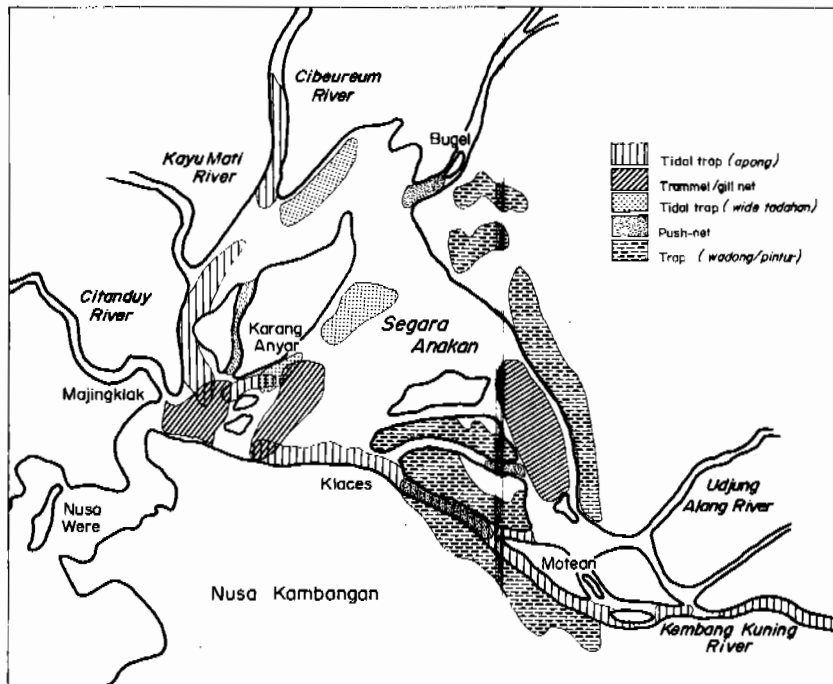 Cibeureum
River
Bugel
Kayu Mati
River
Tidal trap (apong)
Trammel/gill net
Tidal trap (wide tadahan)
Push-net
Trap (wadong/pintur)
Citanduy
River
Karang
Anyar
Segara
Anakan
Majingklak
Klaces
Nusa
Were
Udjung
Alang River
Motean
Nusa Kambangan
Kembang Kuning
River